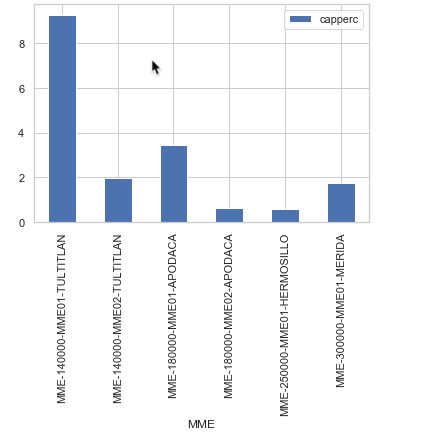 capperc
8
6
4
2
0
MME-140000-MME01-TULTITLAN
MME-140000-MME02-TULTITLAN
MME-180000-MME01-APODACA
MME-180000-MME02-APODACA
MME-250000-MME01-HERMOSILLO
MME-300000-MME01-MERIDA
MME